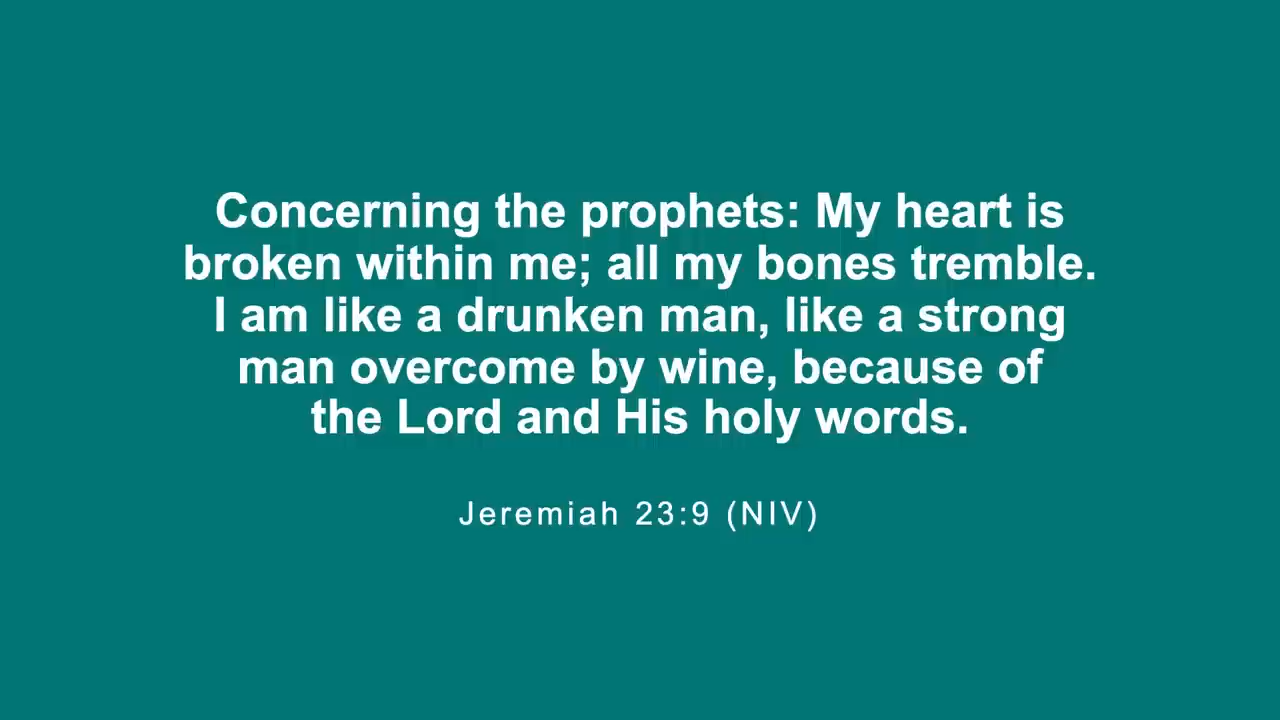 Concerning the prophets: My heart is
broken within me; all my bones tremble.
I am like a drunken man, like a strong
man overcome by wine, because of
the Lord and His holy words.
Jeremiah 23:9 (NIV)